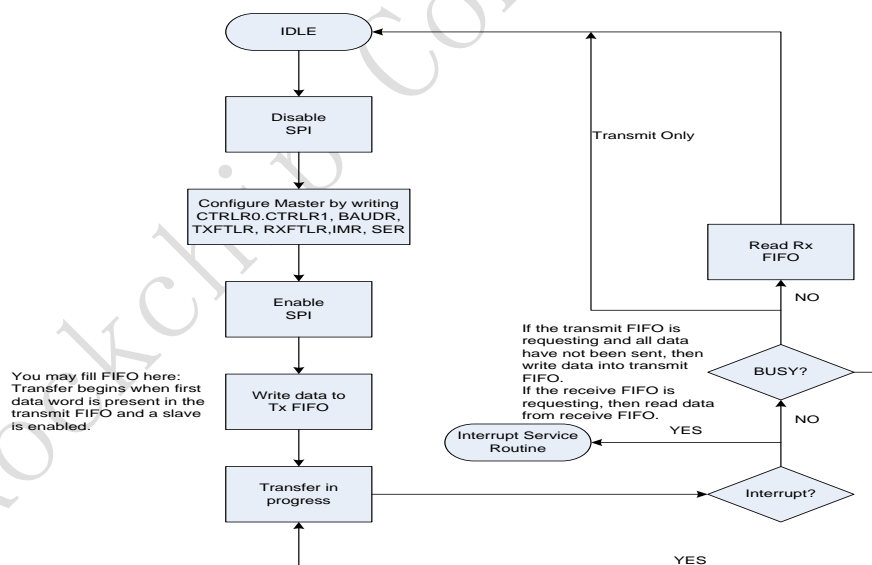 IDLE
Disable
SPI
Transmit Only
Configure Master by writing
CTRLR0.CTRLR1, BAUDR,
TXFTLR, RXFTLR,IMR, SER
Read Rx
FIFO
NO
Enable
SPI
If the transmit FIFO is
requesting and all data
have not been sent, then
write data into transmit
FIFO.
If the receive FIFO is
requesting, then read data
from receive FIFO.
BUSY?
You may fill FIFO here:
Transfer begins when first
data word is present in the
transmit FIFO and a slave
is enabled.
Write data to
Tx FIFO
NO
YES
Interrupt Service
Routine
Transfer in
progress
Interrupt?
YES
ockchip Co